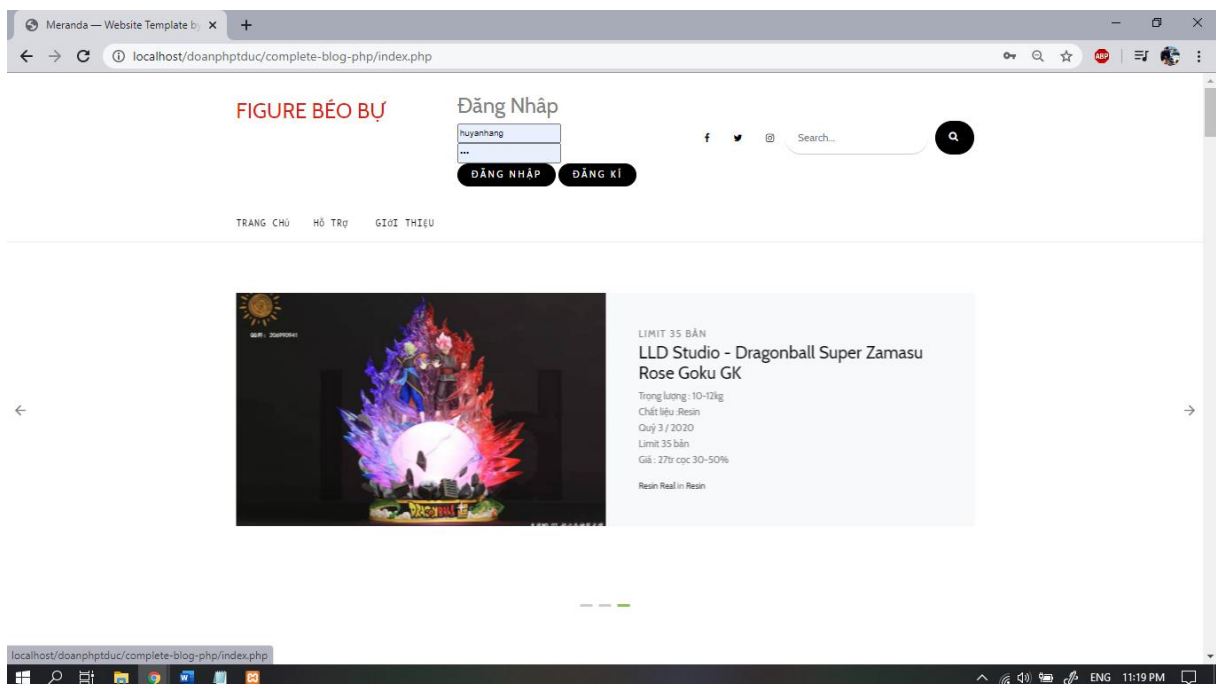 Meranda — Website Template by
localhost/doanphptduc/complete-blog-php/index.php
ABP
FIGURE BÉO BỰ
Đăng Nhâp
huyanhang
•••
ĐĂNG NHẬP ĐĂNG KÍ
Search...
TRANG CHủ Hỗ TRợ GIớI THIệU
LIMIT 35 BẢN
LLD Studio - Dragonball Super Zamasu
Rose Goku GK
Trọng lượng : 10-12kg
Chất liệu :Resin
Quý 3 / 2020
Limit 35 bản
Giá : 27tr cọc 30-50%
Resin Real in Resin
DRAGONBALL
localhost/doanphptduc/complete-blog-php/index.php
ENG 11:19 PM